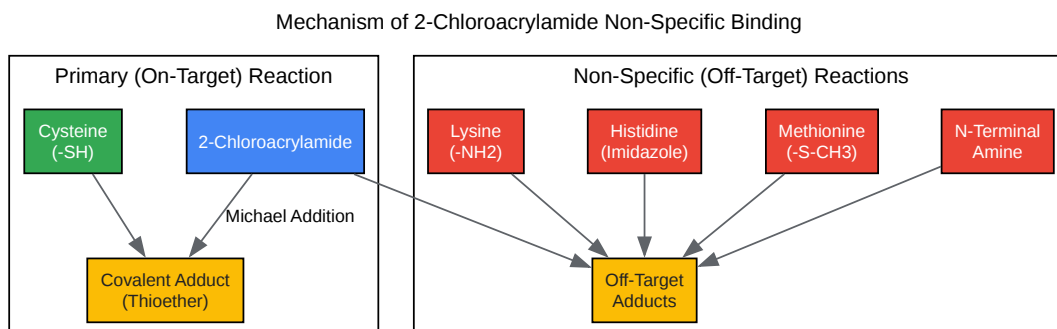 Mechanism of 2-Chloroacrylamide Non-Specific Binding
Primary (On-Target) Reaction
Cysteine
(-SH)
2-Chloroacrylamide
Michael Addition
Covalent Adduct
(Thioether)
Non-Specific (Off-Target) Reactions
Lysine
(-NH2)
Histidine
(Imidazole)
Methionine
(-S-CH3)
N-Terminal
Amine
Off-Target
Adducts